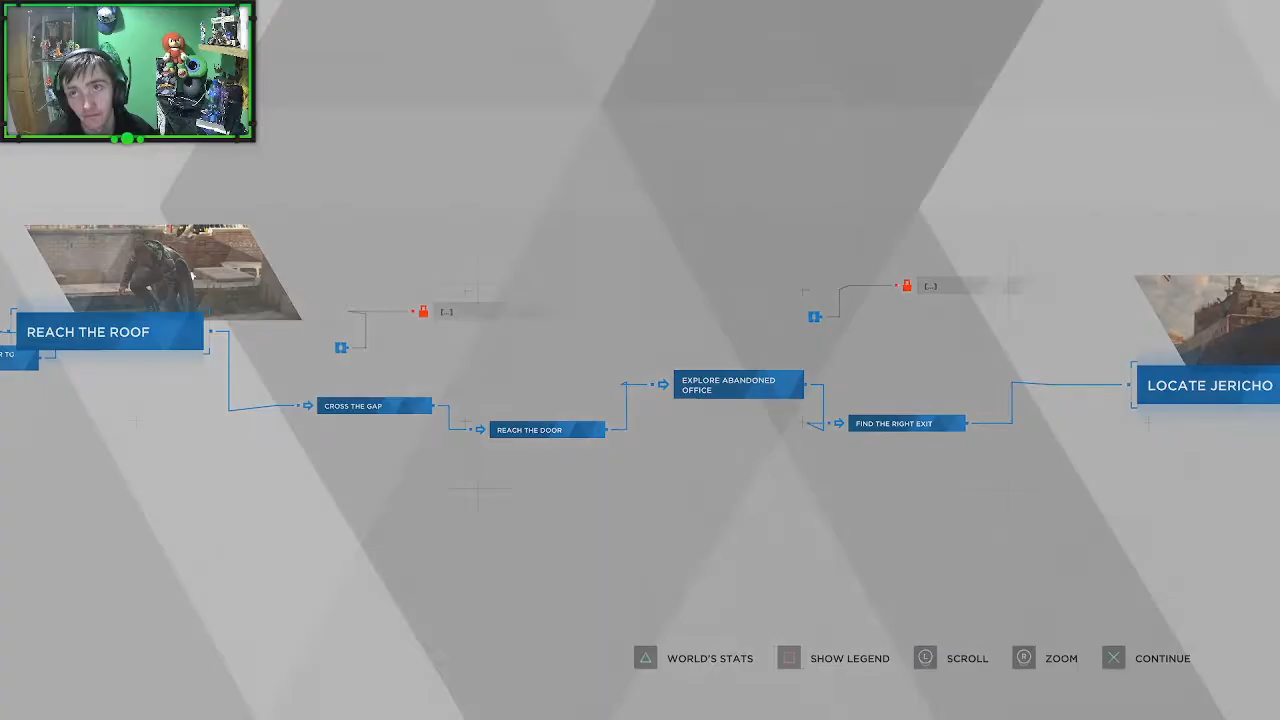 REACH THE ROOF
R TO
[...]
CROSS THE GAP
REACH THE DOOR
EXPLORE ABANDONED
OFFICE
[...]
FIND THE RIGHT EXIT
LOCATE JERICHO
WORLD'S STATS
SHOW LEGEND
L
SCROLL
R
ZOOM
CONTINUE